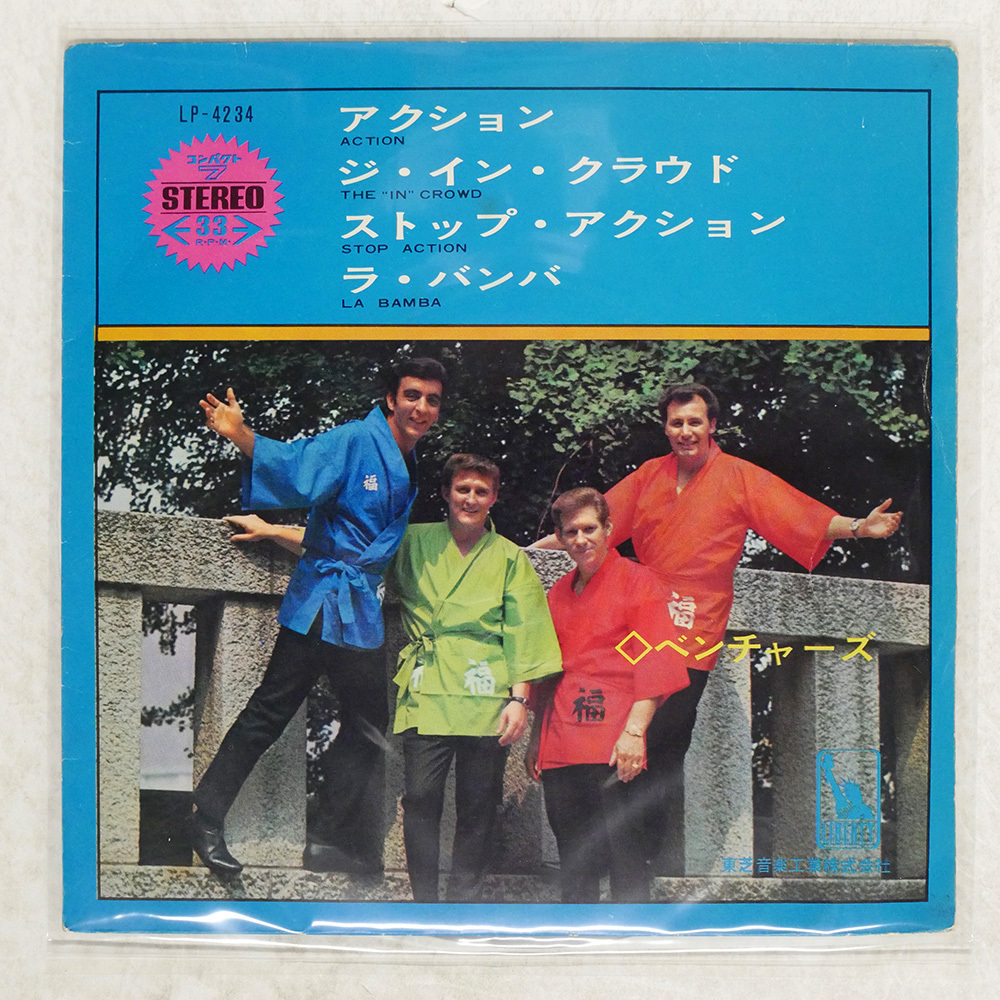 LP-4234
コンパクト
7
STEREO
33
R・P・M・
アクション
ACTION
ジ・イン・クラウド
THE "IN" CROWD
ストップ・アクション
STOP ACTION
ラ・バンバ
LA BAMBA
福
福
福
福
◇ベンチャーズ
LIBERTY
東芝音楽工業株式会社